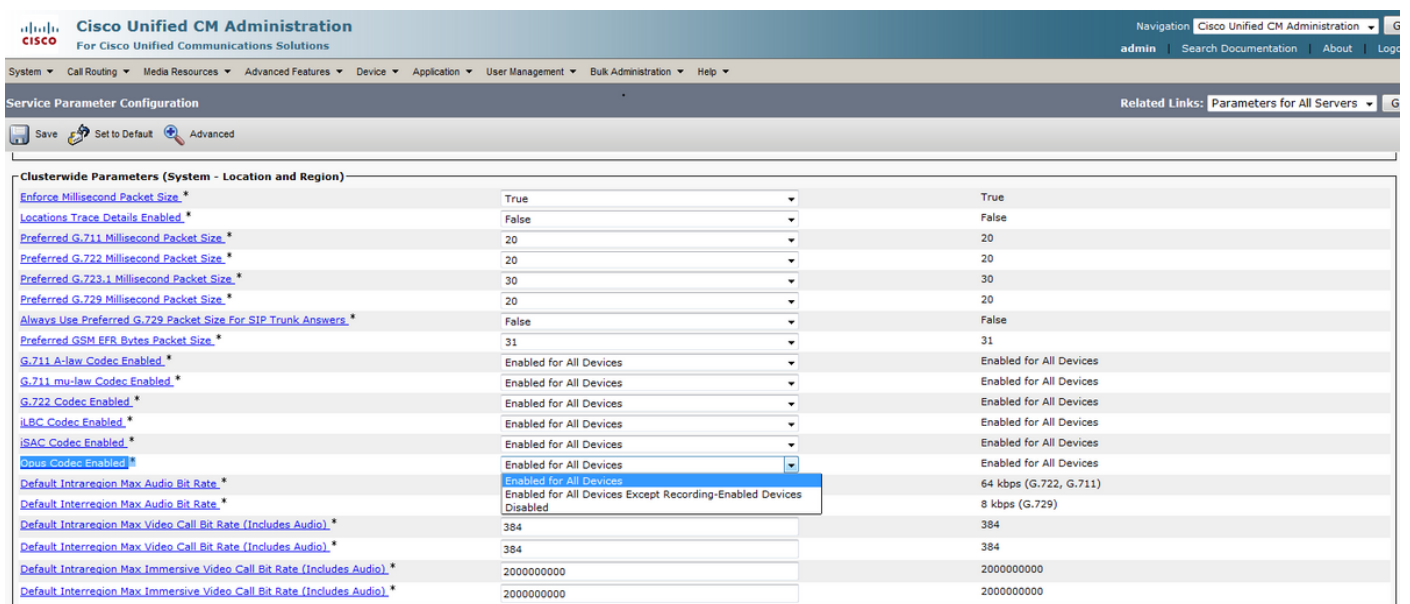 CISCO
Cisco Unified CM Administration
For Cisco Unified Communications Solutions
Navigation Cisco Unified CM Administration G
admin | Search Documentation | About | Logo
System Call Routing Media Resources Advanced Features Device Application User Management Bulk Administration Help
Service Parameter Configuration Related Links: Parameters for All Servers G
Save Set to Default Advanced
Clusterwide Parameters (System - Location and Region)
Enforce Millisecond Packet Size * True True
Locations Trace Details Enabled * False False
Preferred G.711 Millisecond Packet Size * 20 20
Preferred G.722 Millisecond Packet Size * 20 20
Preferred G.723.1 Millisecond Packet Size * 30 30
Preferred G.729 Millisecond Packet Size * 20 20
Always Use Preferred G.729 Packet Size For SIP Trunk Answers * False False
Preferred GSM EFR Bytes Packet Size * 31 31
G.711 A-law Codec Enabled * Enabled for All Devices Enabled for All Devices
G.711 mu-law Codec Enabled * Enabled for All Devices Enabled for All Devices
G.722 Codec Enabled * Enabled for All Devices Enabled for All Devices
iLBC Codec Enabled * Enabled for All Devices Enabled for All Devices
iSAC Codec Enabled * Enabled for All Devices Enabled for All Devices
Opus Codec Enabled * Enabled for All Devices Enabled for All Devices
Enabled for All Devices
Enabled for All Devices Except Recording-Enabled Devices
Disabled
Default Intraregion Max Audio Bit Rate * 64 kbps (G.722, G.711)
Default Interregion Max Audio Bit Rate * 8 kbps (G.729)
Default Intraregion Max Video Call Bit Rate (Includes Audio) * 384 384
Default Interregion Max Video Call Bit Rate (Includes Audio) * 384 384
Default Intraregion Max Immersive Video Call Bit Rate (Includes Audio) * 2000000000 2000000000
Default Interregion Max Immersive Video Call Bit Rate (Includes Audio) * 2000000000 2000000000